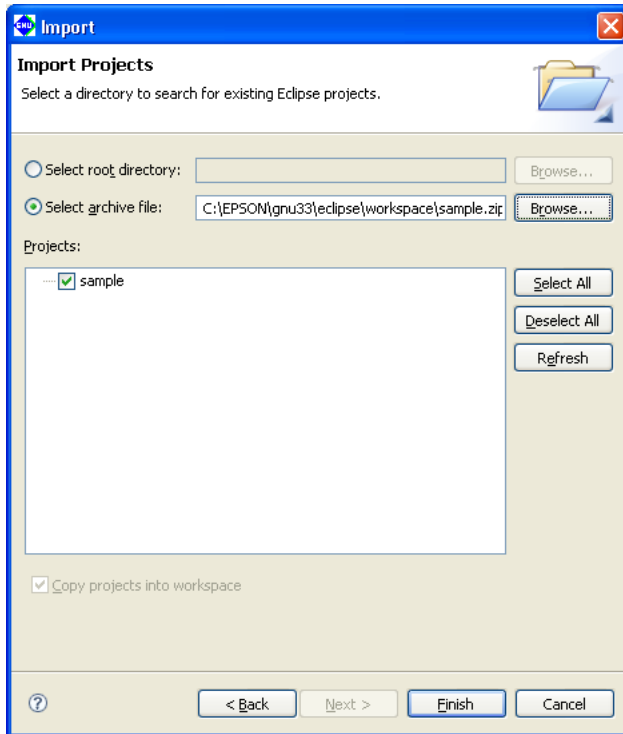 GNU Import
Import Projects
Select a directory to search for existing Eclipse projects.
Select root directory: Browse...
Select archive file: C:\EPSON\gnu33\eclipse\workspace\sample.zip Browse...
Projects:
sample
Select All
Deselect All
Refresh
Copy projects into workspace
? < Back Next > Finish Cancel